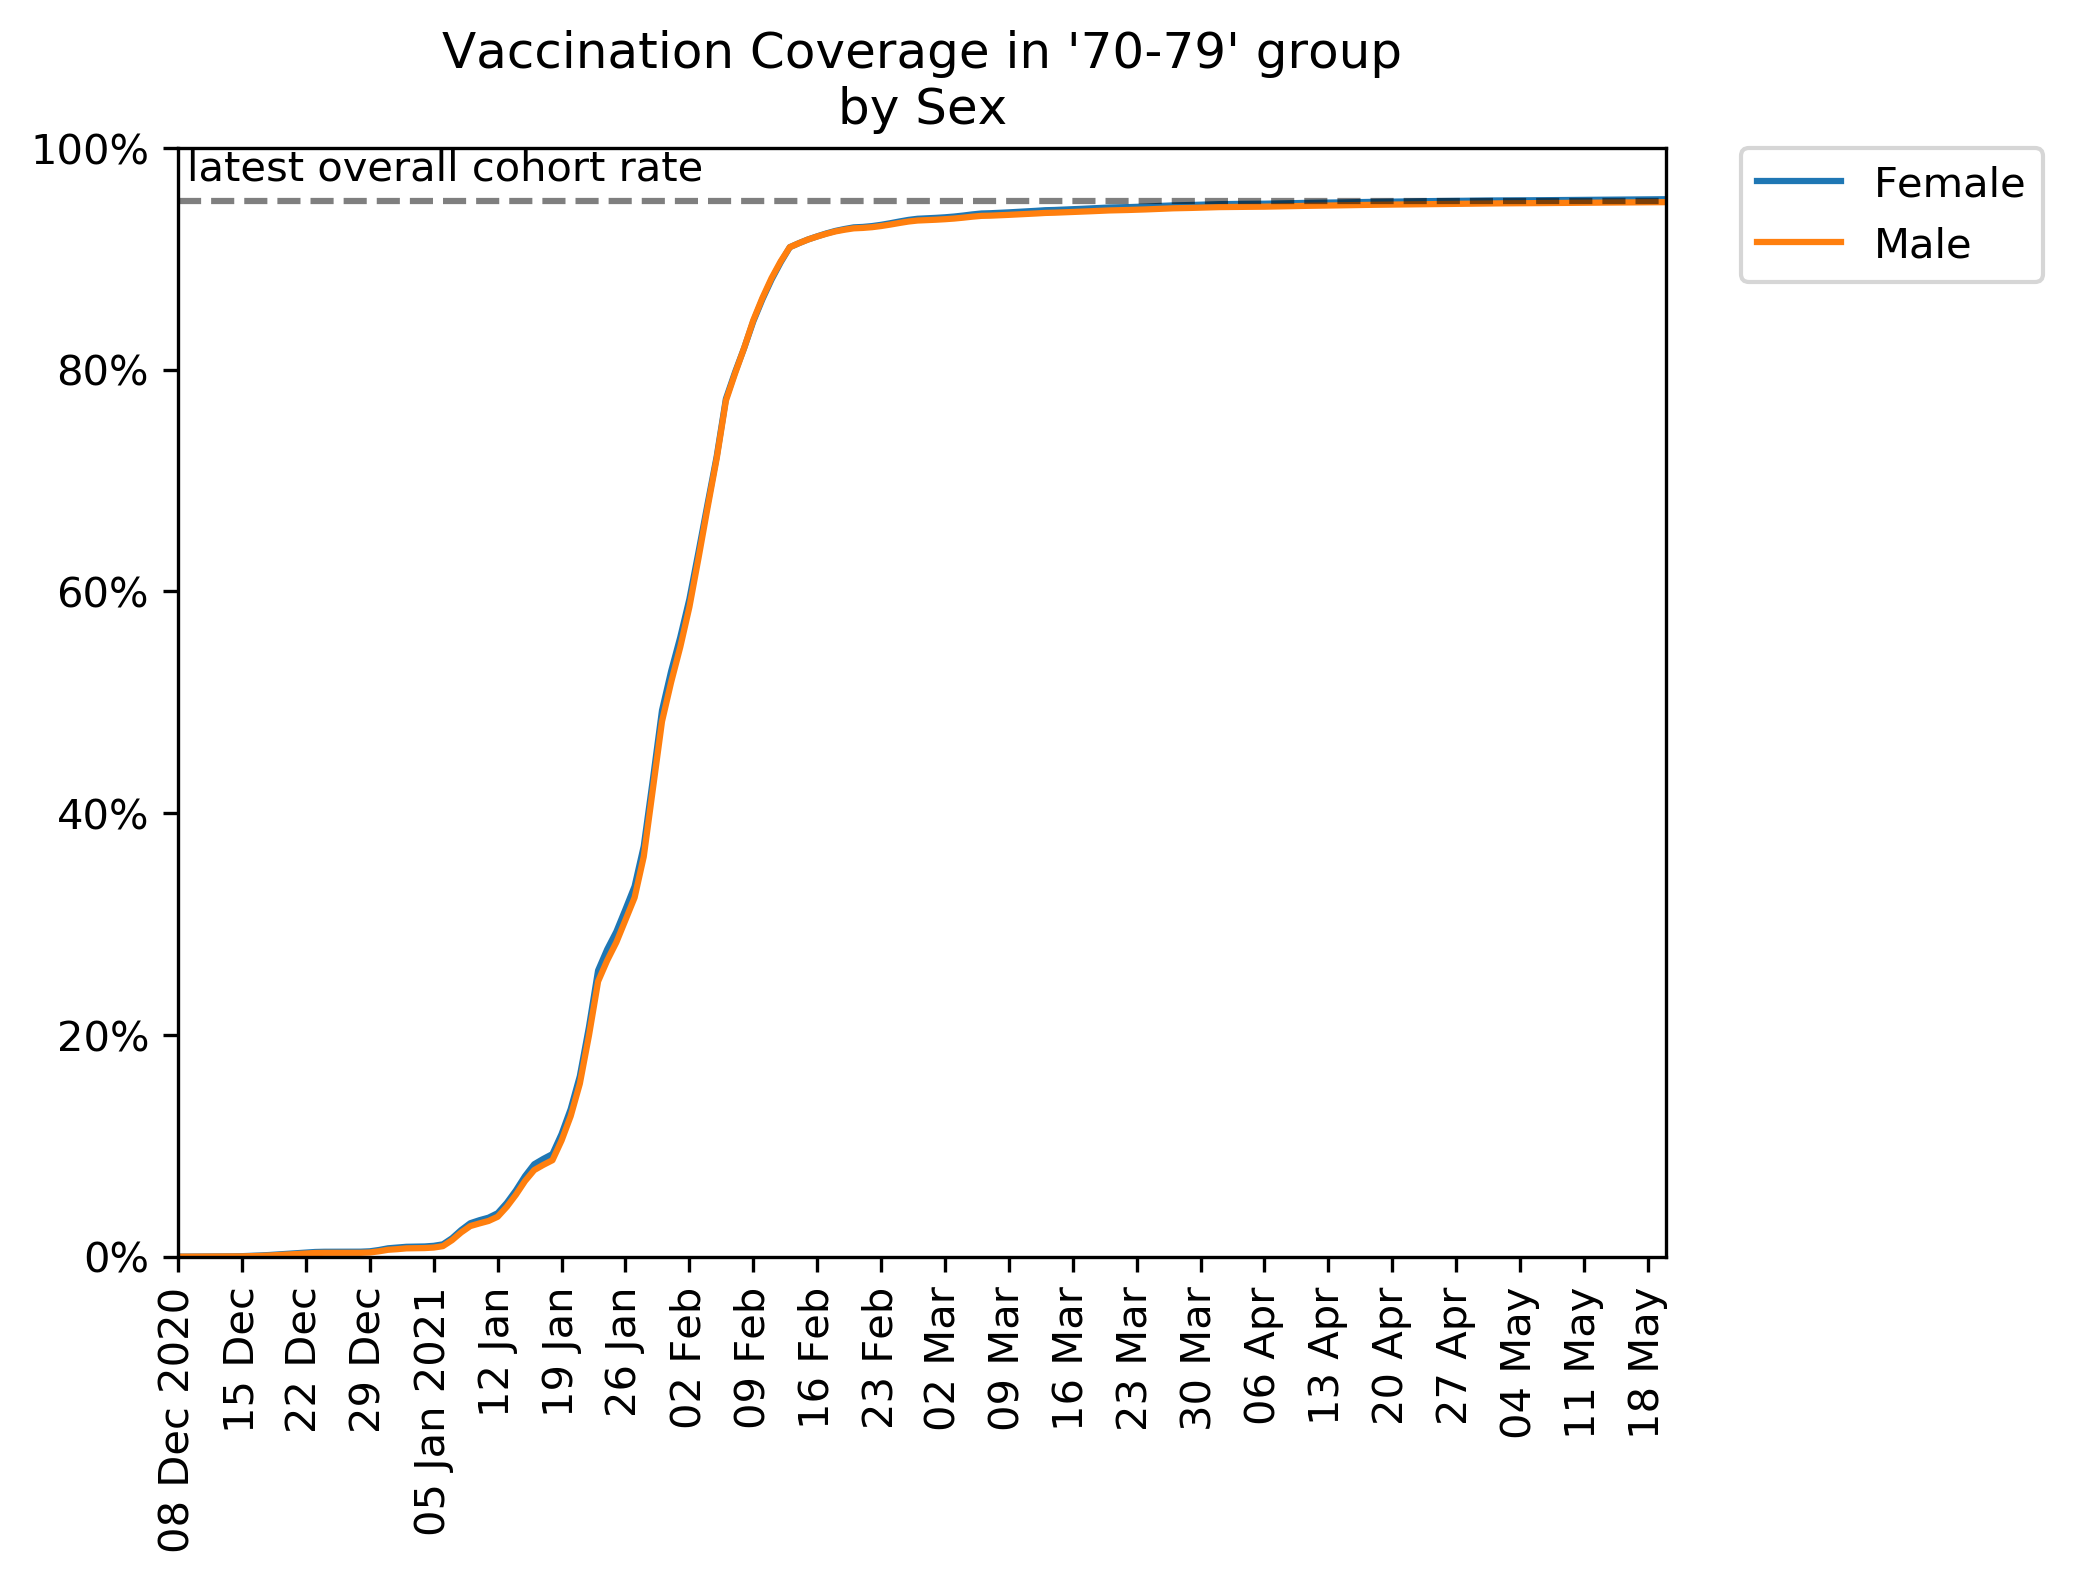 Vaccination Coverage in '70-79' group
by Sex
100%
80%
60%
40%
20%
0%
latest overall cohort rate
Female
Male
08 Dec 2020
15 Dec
22 Dec
29 Dec
05 Jan 2021
12 Jan
19 Jan
26 Jan
02 Feb
09 Feb
16 Feb
23 Feb
02 Mar
09 Mar
16 Mar
23 Mar
30 Mar
06 Apr
13 Apr
20 Apr
27 Apr
04 May
11 May
18 May